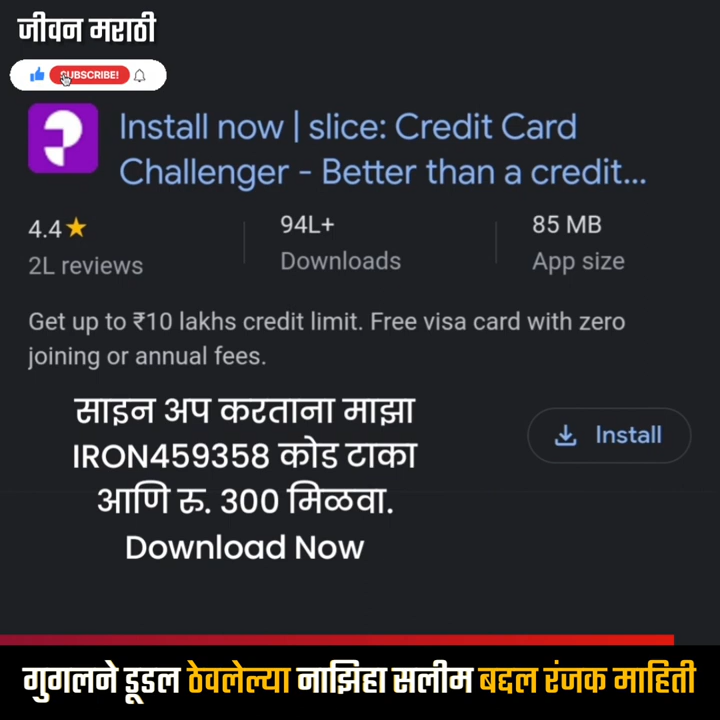 जीवन मराठी
SUBSCRIBE!
Install now | slice: Credit Card
Challenger - Better than a credit...
4.4★ 94L+ 85 MB
2L reviews Downloads App size
Get up to ₹10 lakhs credit limit. Free visa card with zero
joining or annual fees.
साइन अप करताना माझा
IRON459358 कोड टाका
आणि रु. 300 मिळवा.
Download Now
Install
गुगलने डूडल ठेवलेल्या नाझिहा सलीम बद्दल रंजक माहिती